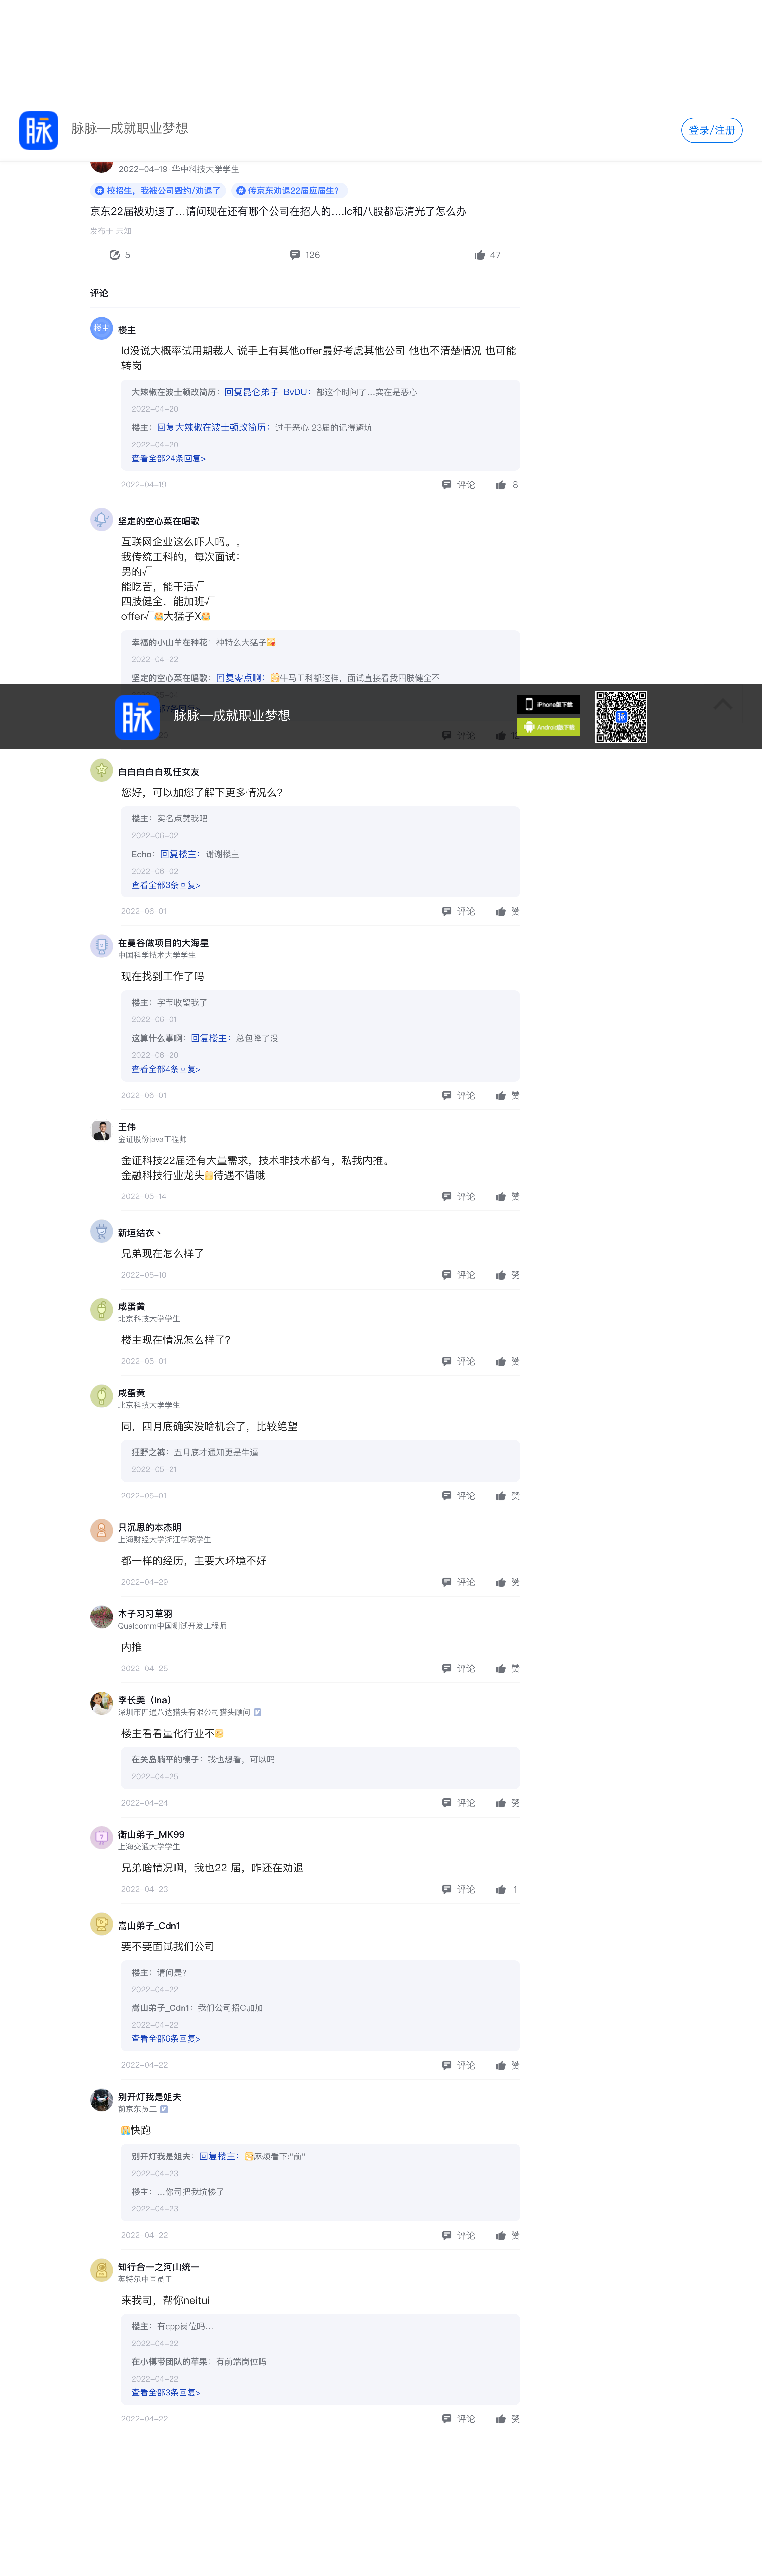 脉
脉脉—成就职业梦想
登录/注册
2022-04-19·华中科技大学学生
校招生，我被公司毁约/劝退了
传京东劝退22届应届生?
京东22届被劝退了...请问现在还有哪个公司在招人的....lc和八股都忘清光了怎么办
发布于 未知
5
126
47
评论
楼主
楼主
ld没说大概率试用期裁人 说手上有其他offer最好考虑其他公司 他也不清楚情况 也可能
转岗
大辣椒在波士顿改简历：回复昆仑弟子_BvDU：都这个时间了...实在是恶心
2022-04-20
楼主：回复大辣椒在波士顿改简历：过于恶心 23届的记得避坑
2022-04-20
查看全部24条回复>
2022-04-19
评论
8
坚定的空心菜在唱歌
互联网企业这么吓人吗。。
我传统工科的，每次面试：
男的√
能吃苦，能干活√
四肢健全，能加班√
offer√😂大猛子X😂
幸福的小山羊在种花：神特么大猛子
2022-04-22
坚定的空心菜在唱歌：回复零点啊：牛马工科都这样，面试直接看我四肢健全不
脉
脉脉—成就职业梦想
iPhone版下载
Android版下载
脉
评论
白白白白白现任女友
您好，可以加您了解下更多情况么?
楼主：实名点赞我吧
2022-06-02
Echo：回复楼主：谢谢楼主
2022-06-02
查看全部3条回复>
2022-06-01
评论
赞
在曼谷做项目的大海星
中国科学技术大学学生
现在找到工作了吗
楼主：字节收留我了
2022-06-01
这算什么事啊：回复楼主：总包降了没
2022-06-20
查看全部4条回复>
2022-06-01
评论
赞
王伟
金证股份java工程师
金证科技22届还有大量需求，技术非技术都有，私我内推。
金融科技行业龙头待遇不错哦
2022-05-14
评论
赞
新垣结衣丶
兄弟现在怎么样了
2022-05-10
评论
赞
咸蛋黄
北京科技大学学生
楼主现在情况怎么样了?
2022-05-01
评论
赞
咸蛋黄
北京科技大学学生
同，四月底确实没啥机会了，比较绝望
狂野之裤：五月底才通知更是牛逼
2022-05-21
2022-05-01
评论
赞
只沉思的本杰明
上海财经大学浙江学院学生
都一样的经历，主要大环境不好
2022-04-29
评论
赞
木子习习草羽
Qualcomm中国测试开发工程师
内推
2022-04-25
评论
赞
李长美（Ina）
深圳市四通八达猎头有限公司猎头顾问
楼主看看量化行业不
在关岛躺平的榛子：我也想看，可以吗
2022-04-25
2022-04-24
评论
赞
衡山弟子_MK99
上海交通大学学生
兄弟啥情况啊，我也22 届，咋还在劝退
2022-04-23
评论
1
嵩山弟子_Cdn1
要不要面试我们公司
楼主：请问是?
2022-04-22
嵩山弟子_Cdn1：我们公司招C加加
2022-04-22
查看全部6条回复>
2022-04-22
评论
赞
别开灯我是姐夫
前京东员工
快跑
别开灯我是姐夫：回复楼主：麻烦看下:"前"
2022-04-23
楼主：...你司把我坑惨了
2022-04-23
2022-04-22
评论
赞
知行合一之河山统一
英特尔中国员工
来我司，帮你neitui
楼主：有cpp岗位吗...
2022-04-22
在小樽带团队的苹果：有前端岗位吗
2022-04-22
查看全部3条回复>
2022-04-22
评论
赞